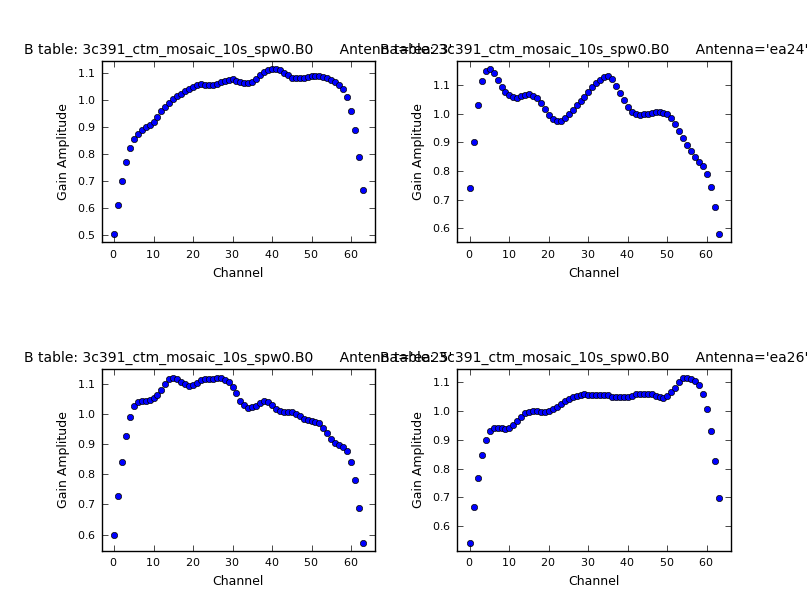 B table: 3c391_ctm_mosaic_10s_spw0.B0 Antenna='ea23'
B table: 3c391_ctm_mosaic_10s_spw0.B0 Antenna='ea24'
1.1
1.0
0.9
0.8
0.7
0.6
0.5
Gain Amplitude
0 10 20 30 40 50 60
Channel
1.1
1.0
0.9
0.8
0.7
0.6
Gain Amplitude
0 10 20 30 40 50 60
Channel
B table: 3c391_ctm_mosaic_10s_spw0.B0 Antenna='ea25'
B table: 3c391_ctm_mosaic_10s_spw0.B0 Antenna='ea26'
1.1
1.0
0.9
0.8
0.7
0.6
Gain Amplitude
0 10 20 30 40 50 60
Channel
1.1
1.0
0.9
0.8
0.7
0.6
Gain Amplitude
0 10 20 30 40 50 60
Channel